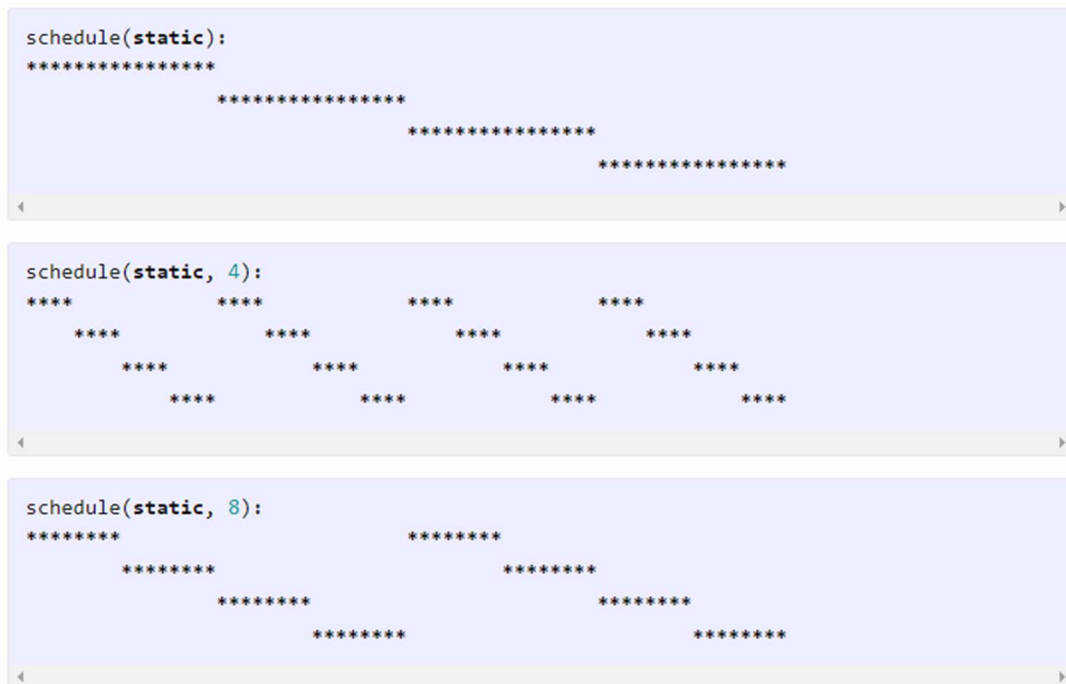 schedule(static):
****************
                ****************
                                ****************
                                                ****************
schedule(static, 4):
****            ****            ****            ****
    ****            ****            ****            ****
        ****            ****            ****            ****
            ****            ****            ****            ****
schedule(static, 8):
********                        ********
        ********                        ********
                ********                        ********
                        ********                        ********